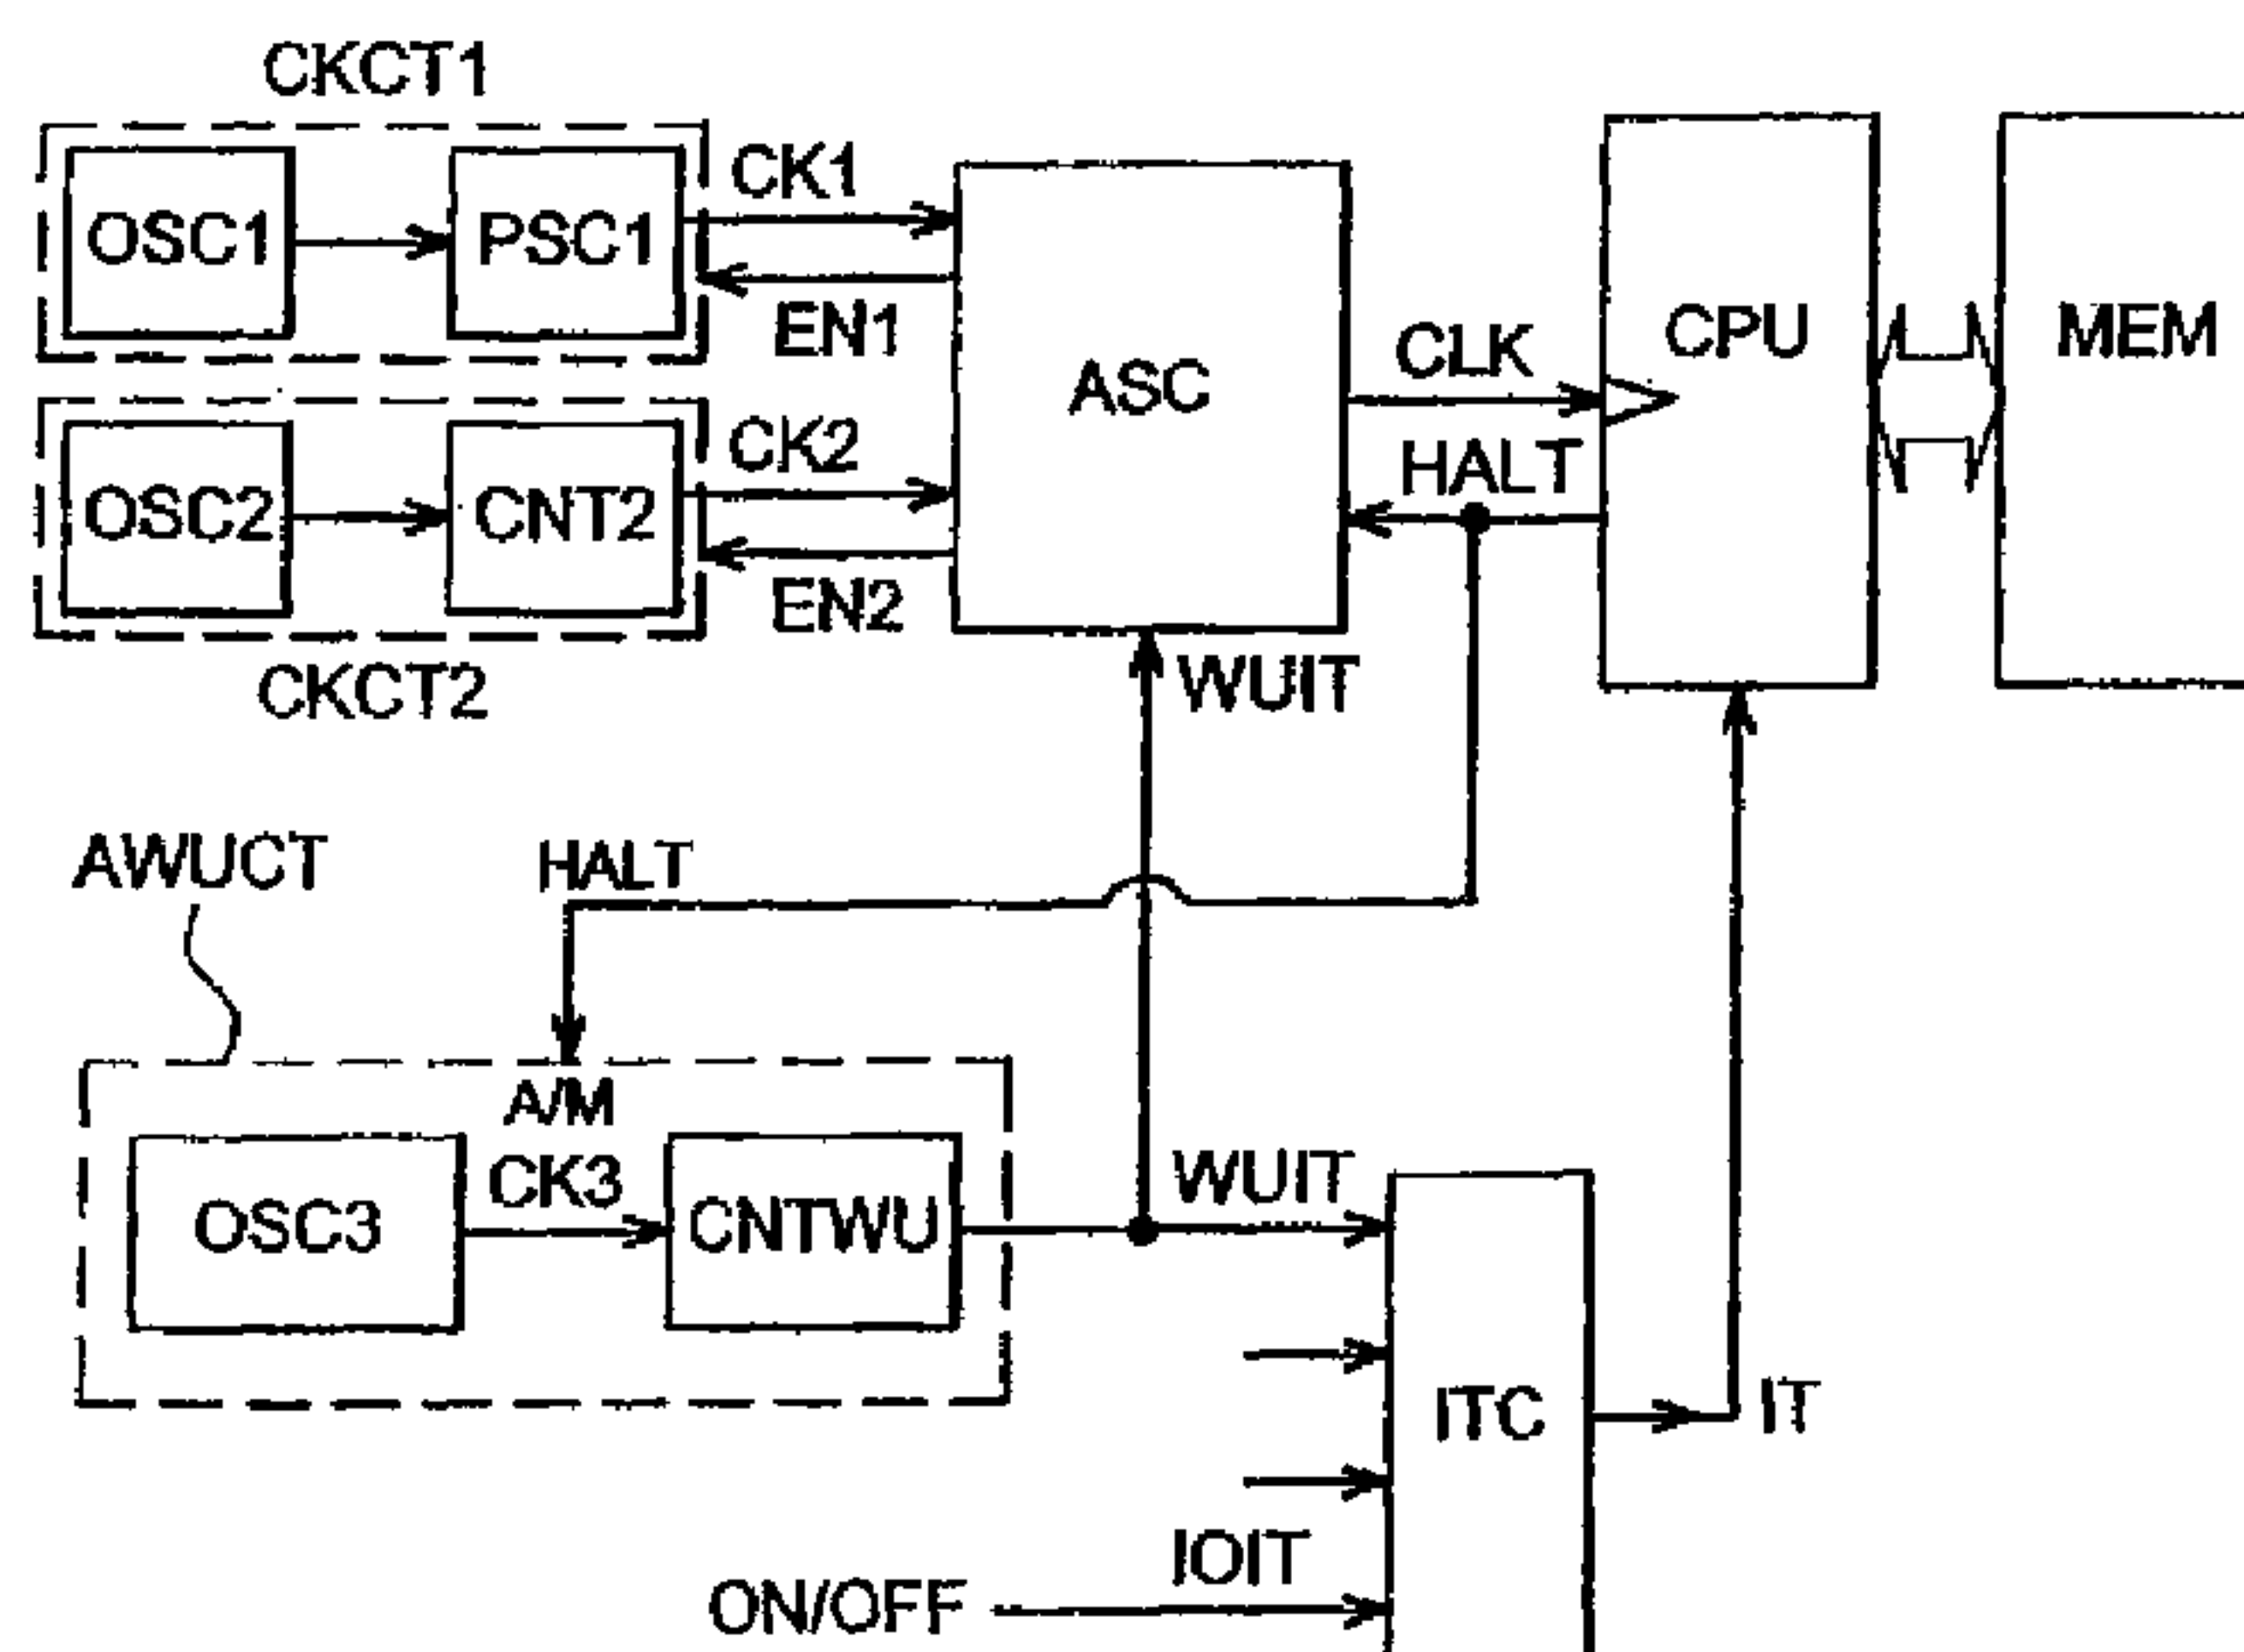 CKCT1
OSC1
PSC1
CK1
EN1
ASC
CLK
CPU
MEM
HALT
OSC2
CNT2
CK2
EN2
CKCT2
WUIT
AWUCT
HALT
A/M
OSC3
CK3
CNTWU
WUIT
ITC
IT
IOIT
ON/OFF